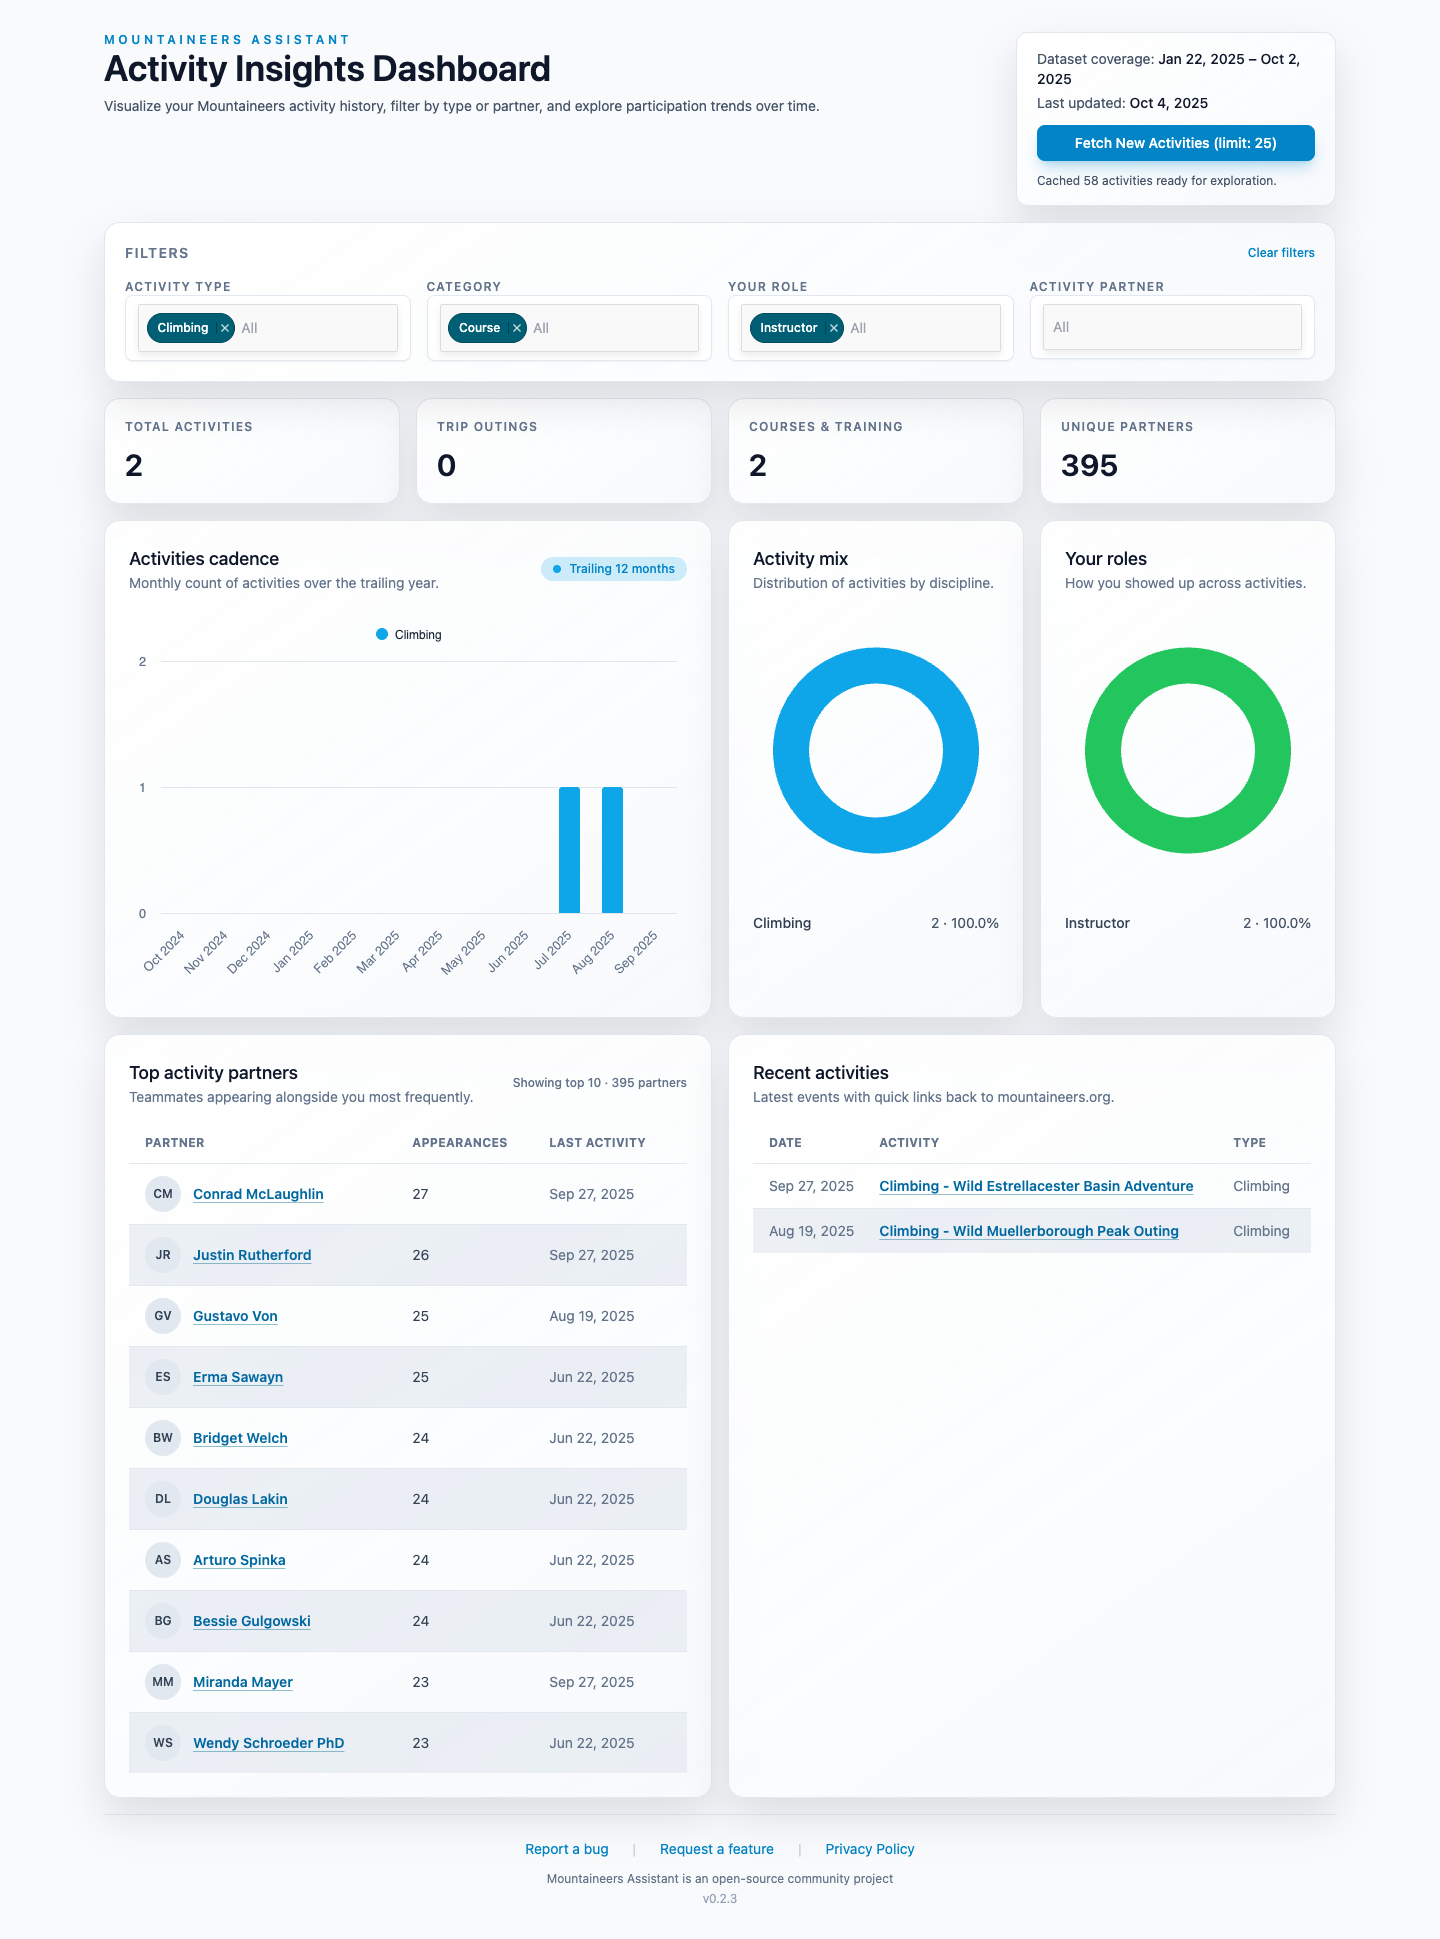 MOUNTAINEERS ASSISTANT
Activity Insights Dashboard
Visualize your Mountaineers activity history, filter by type or partner, and explore participation trends over time.
Dataset coverage: Jan 22, 2025 – Oct 2,
2025
Last updated: Oct 4, 2025
Fetch New Activities (limit: 25)
Cached 58 activities ready for exploration.
FILTERS
Clear filters
ACTIVITY TYPE
CATEGORY
YOUR ROLE
ACTIVITY PARTNER
Climbing × All
Course × All
Instructor × All
All
TOTAL ACTIVITIES
2
TRIP OUTINGS
0
COURSES & TRAINING
2
UNIQUE PARTNERS
395
Activities cadence
Monthly count of activities over the trailing year.
Trailing 12 months
Climbing
2
1
0
Oct 2024
Nov 2024
Dec 2024
Jan 2025
Feb 2025
Mar 2025
Apr 2025
May 2025
Jun 2025
Jul 2025
Aug 2025
Sep 2025
Activity mix
Distribution of activities by discipline.
Climbing 2 · 100.0%
Your roles
How you showed up across activities.
Instructor 2 · 100.0%
Top activity partners
Teammates appearing alongside you most frequently.
Showing top 10 · 395 partners
PARTNER APPEARANCES LAST ACTIVITY
CM Conrad McLaughlin 27 Sep 27, 2025
JR Justin Rutherford 26 Sep 27, 2025
GV Gustavo Von 25 Aug 19, 2025
ES Erma Sawayn 25 Jun 22, 2025
BW Bridget Welch 24 Jun 22, 2025
DL Douglas Lakin 24 Jun 22, 2025
AS Arturo Spinka 24 Jun 22, 2025
BG Bessie Gulgowski 24 Jun 22, 2025
MM Miranda Mayer 23 Sep 27, 2025
WS Wendy Schroeder PhD 23 Jun 22, 2025
Recent activities
Latest events with quick links back to mountaineers.org.
DATE ACTIVITY TYPE
Sep 27, 2025 Climbing - Wild Estrellacester Basin Adventure Climbing
Aug 19, 2025 Climbing - Wild Muellerborough Peak Outing Climbing
Report a bug | Request a feature | Privacy Policy
Mountaineers Assistant is an open-source community project
v0.2.3